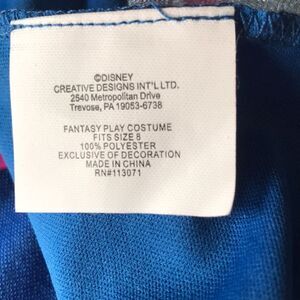 ©DISNEY
CREATIVE DESIGNS INT'L LTD.
2540 Metropolitan Drive
Trevose, PA 19053-6738
FANTASY PLAY COSTUME
FITS SIZE 8
100% POLYESTER
EXCLUSIVE OF DECORATION
MADE IN CHINA
RN#113071